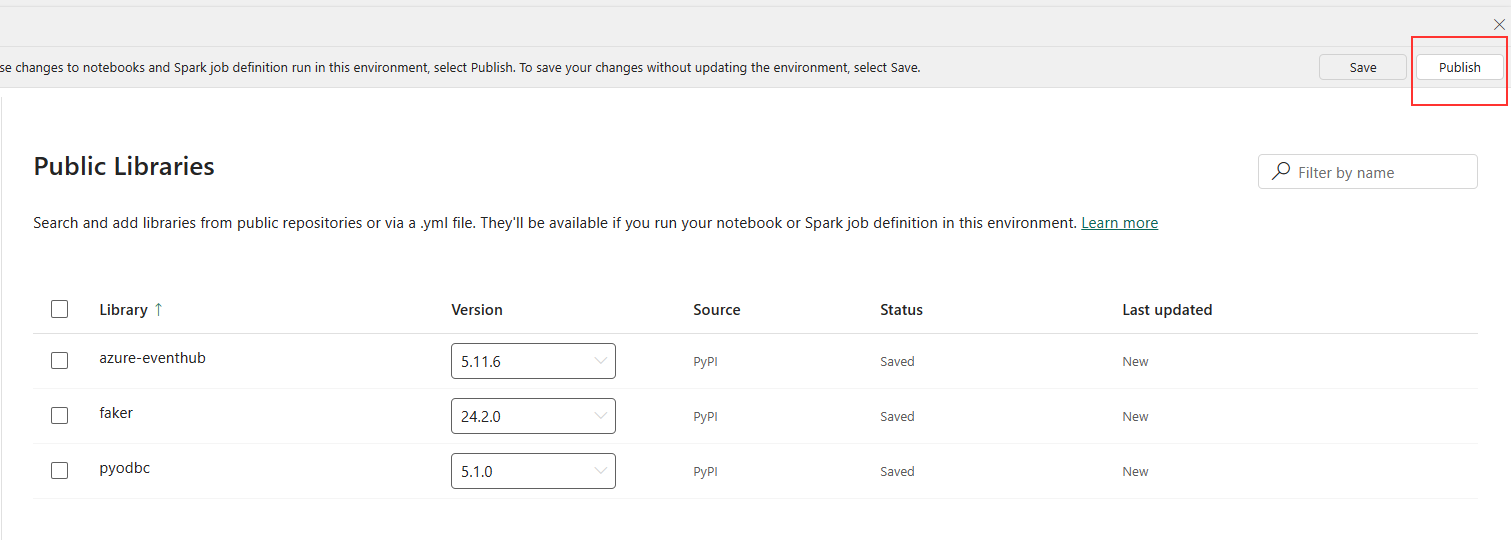 se changes to notebooks and Spark job definition run in this environment, select Publish. To save your changes without updating the environment, select Save.
Save
Publish
Public Libraries
Filter by name
Search and add libraries from public repositories or via a .yml file. They'll be available if you run your notebook or Spark job definition in this environment. Learn more
Library ↑ Version Source Status Last updated
azure-eventhub 5.11.6 PyPI Saved New
faker 24.2.0 PyPI Saved New
pyodbc 5.1.0 PyPI Saved New